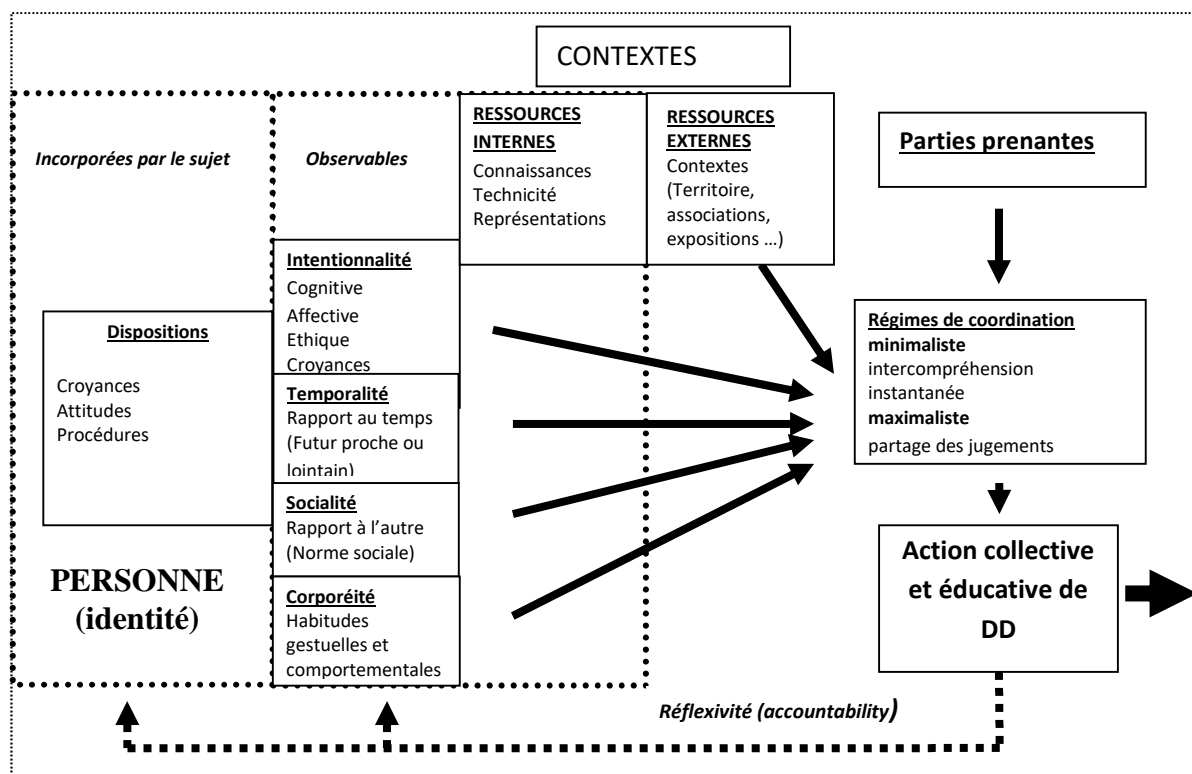 CONTEXTES
Incorporées par le sujet
Observables
RESSOURCES
INTERNES
Connaissances
Technicité
Représentations
RESSOURCES
EXTERNES
Contextes
(Territoire,
associations,
expositions ...)
Parties prenantes
Intentionnalité
Cognitive
Affective
Ethique
Croyances
Dispositions
Croyances
Attitudes
Procédures
Temporalité
Rapport au temps
(Futur proche ou
lointain)
Socialité
Rapport à l'autre
(Norme sociale)
Corporéité
Habitudes
gestuelles et
comportementales
PERSONNE
(identité)
Régimes de coordination
minimaliste
intercompréhension
instantanée
maximaliste
partage des jugements
Action collective
et éducative de
DD
Réflexivité (accountability)